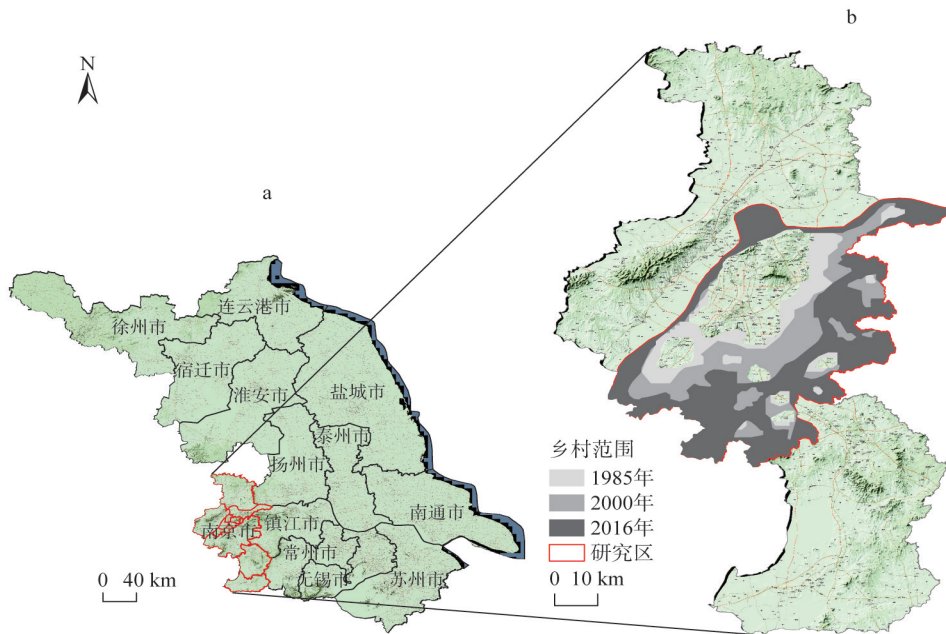 b
N
a
连云港市
徐州市
宿迁市
淮安市
盐城市
泰州市
扬州市
南通市
南京市
镇江市
常州市
无锡市
苏州市
0 40 km
乡村范围
1985年
2000年
2016年
研究区
0 10 km